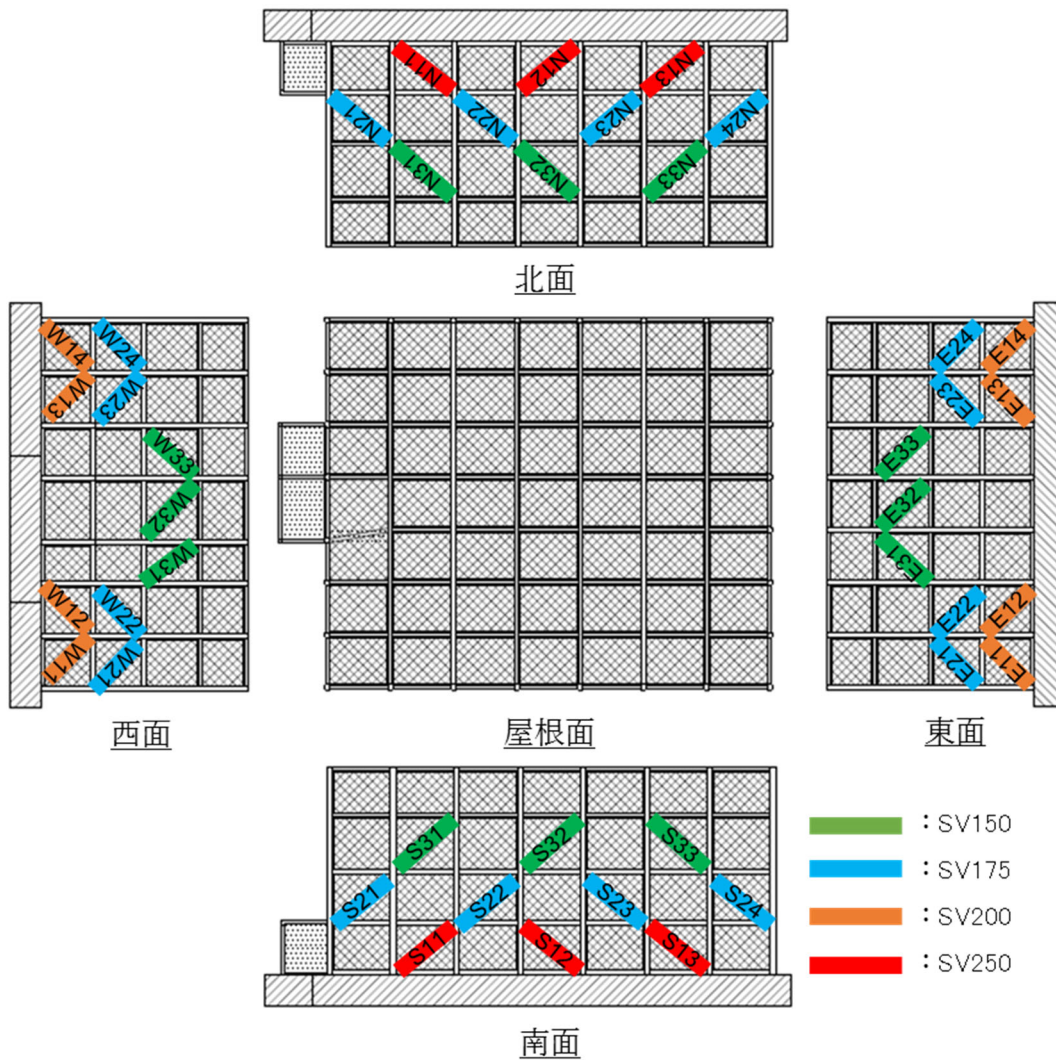 N11
N12
N13
N21
N22
N23
N24
N31
N32
N33
北面
W14
W24
W13
W23
W33
W32
W31
W12
W22
W11
W21
西面
屋根面
E24
E14
E23
E13
E33
E32
E31
E22
E12
E21
E11
東面
S31
S32
S33
S21
S22
S23
S24
S11
S12
S13
南面
：SV150
：SV175
：SV200
：SV250